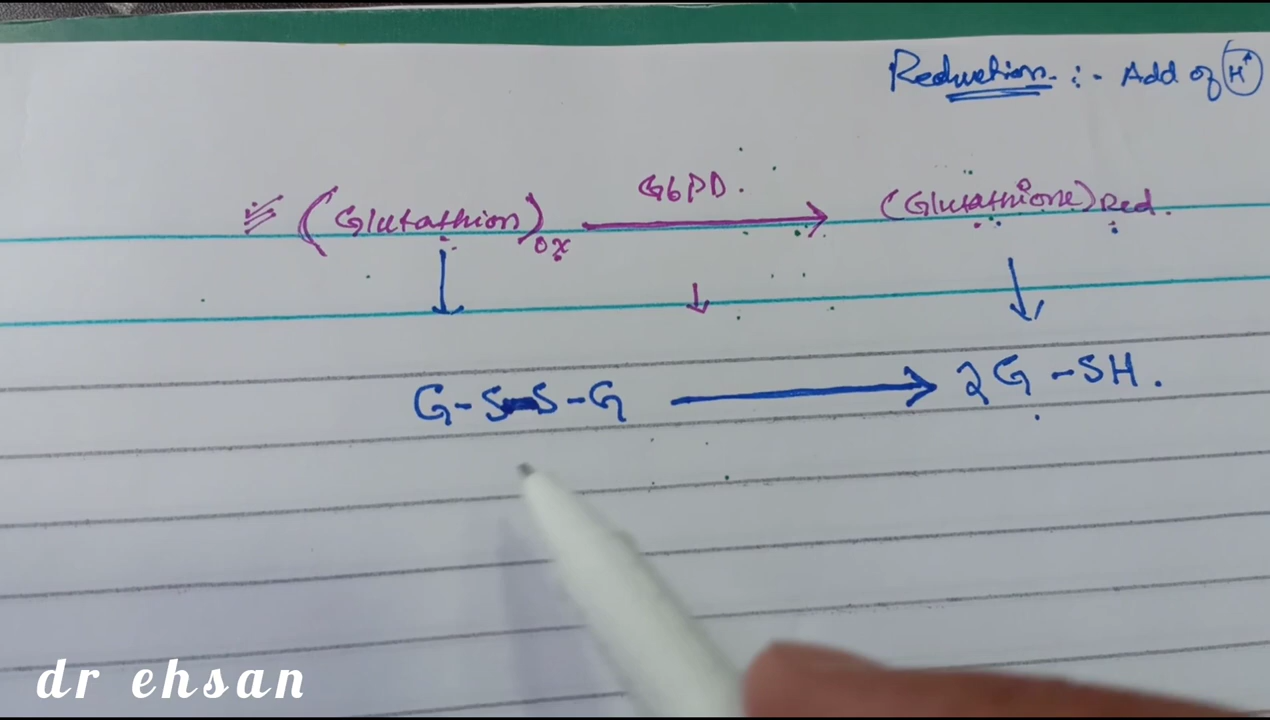 Reduction :- Add of H⁺
(Glutathion)ox G6PD. (Glutathione)Red.
G-S-S-G 2G-SH.
dr ehsan